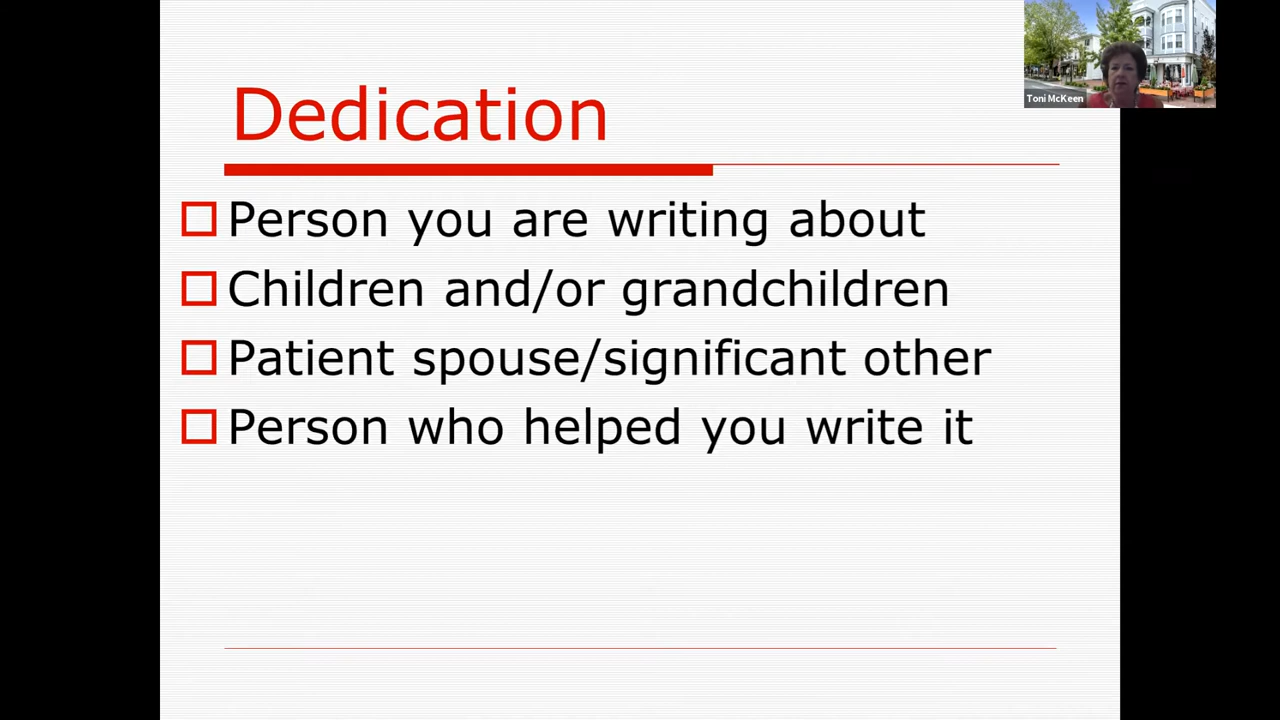 Dedication
Toni McKeen
Person you are writing about
Children and/or grandchildren
Patient spouse/significant other
Person who helped you write it